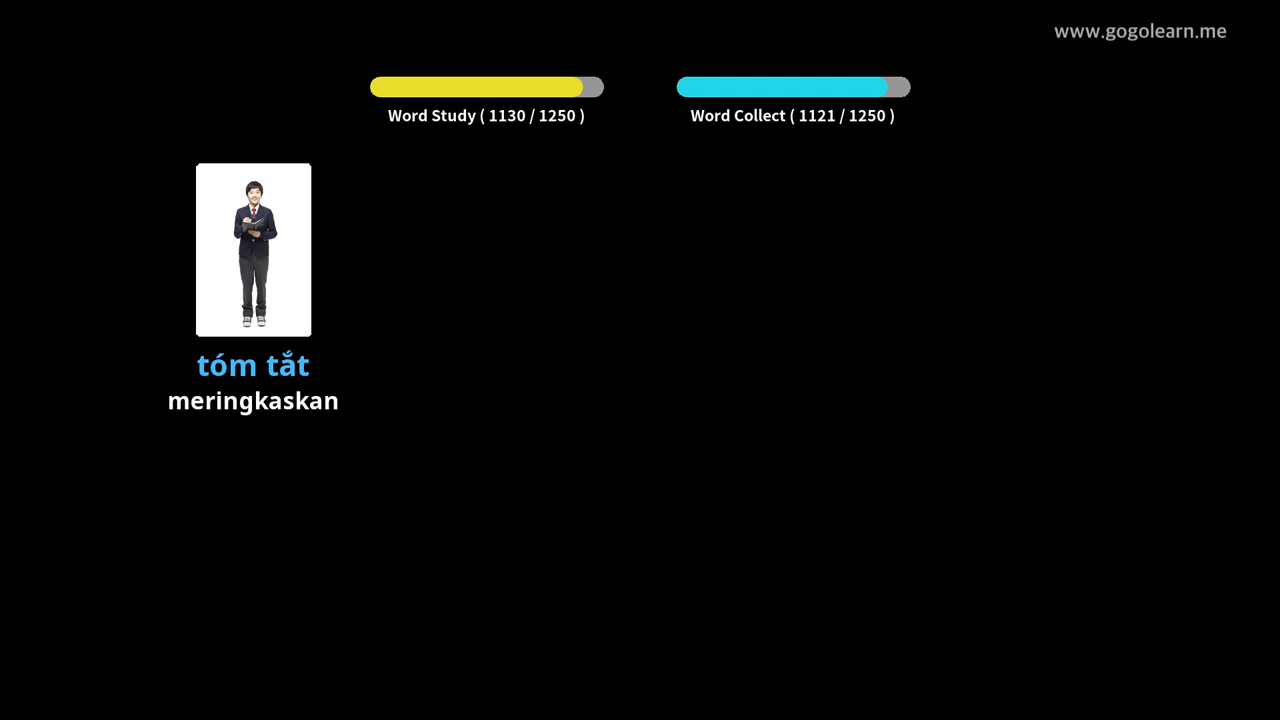 www.gogolearn.me
Word Study ( 1130 / 1250 )
Word Collect ( 1121 / 1250 )
tóm tắt
meringkaskan